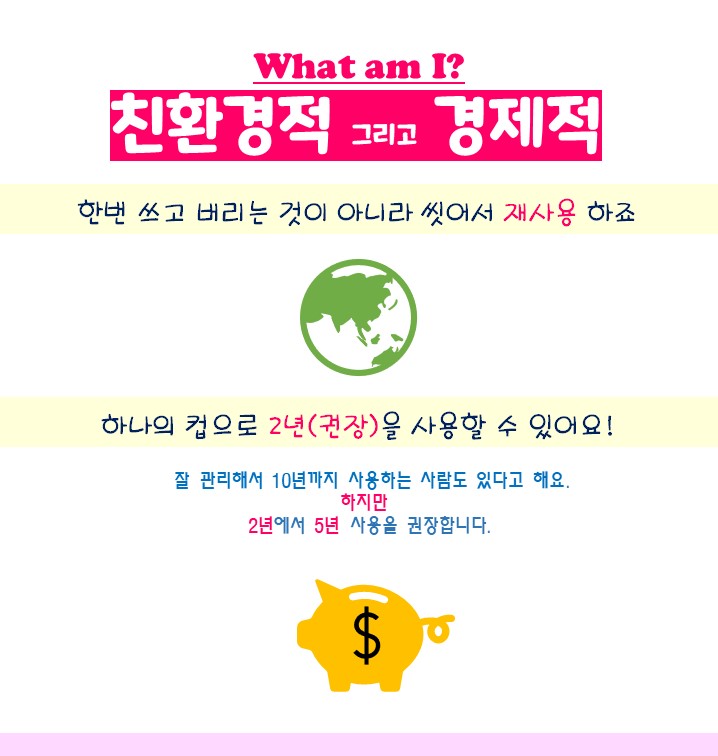 What am I?
친환경적 그리고 경제적
한번 쓰고 버리는 것이 아니라 씻어서 재사용 하죠
하나의 컵으로 2년(권장)을 사용할 수 있어요!
잘 관리해서 10년까지 사용하는 사람도 있다고 해요.
하지만
2년에서 5년 사용을 권장합니다.
$